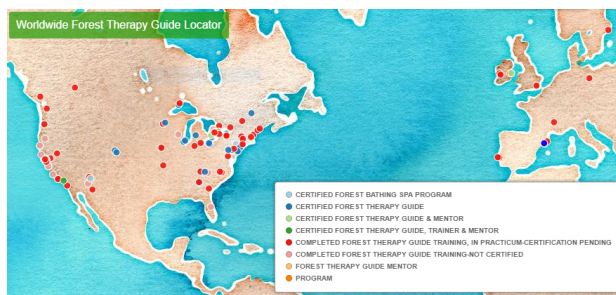 Worldwide Forest Therapy Guide Locator
CERTIFIED FOREST BATHING SPA PROGRAM
CERTIFIED FOREST THERAPY GUIDE
CERTIFIED FOREST THERAPY GUIDE & MENTOR
CERTIFIED FOREST THERAPY GUIDE, TRAINER & MENTOR
COMPLETED FOREST THERAPY GUIDE TRAINING, IN PRACTICUM-CERTIFICATION PENDING
COMPLETED FOREST THERAPY GUIDE TRAINING-NOT CERTIFIED
FOREST THERAPY GUIDE MENTOR
PROGRAM